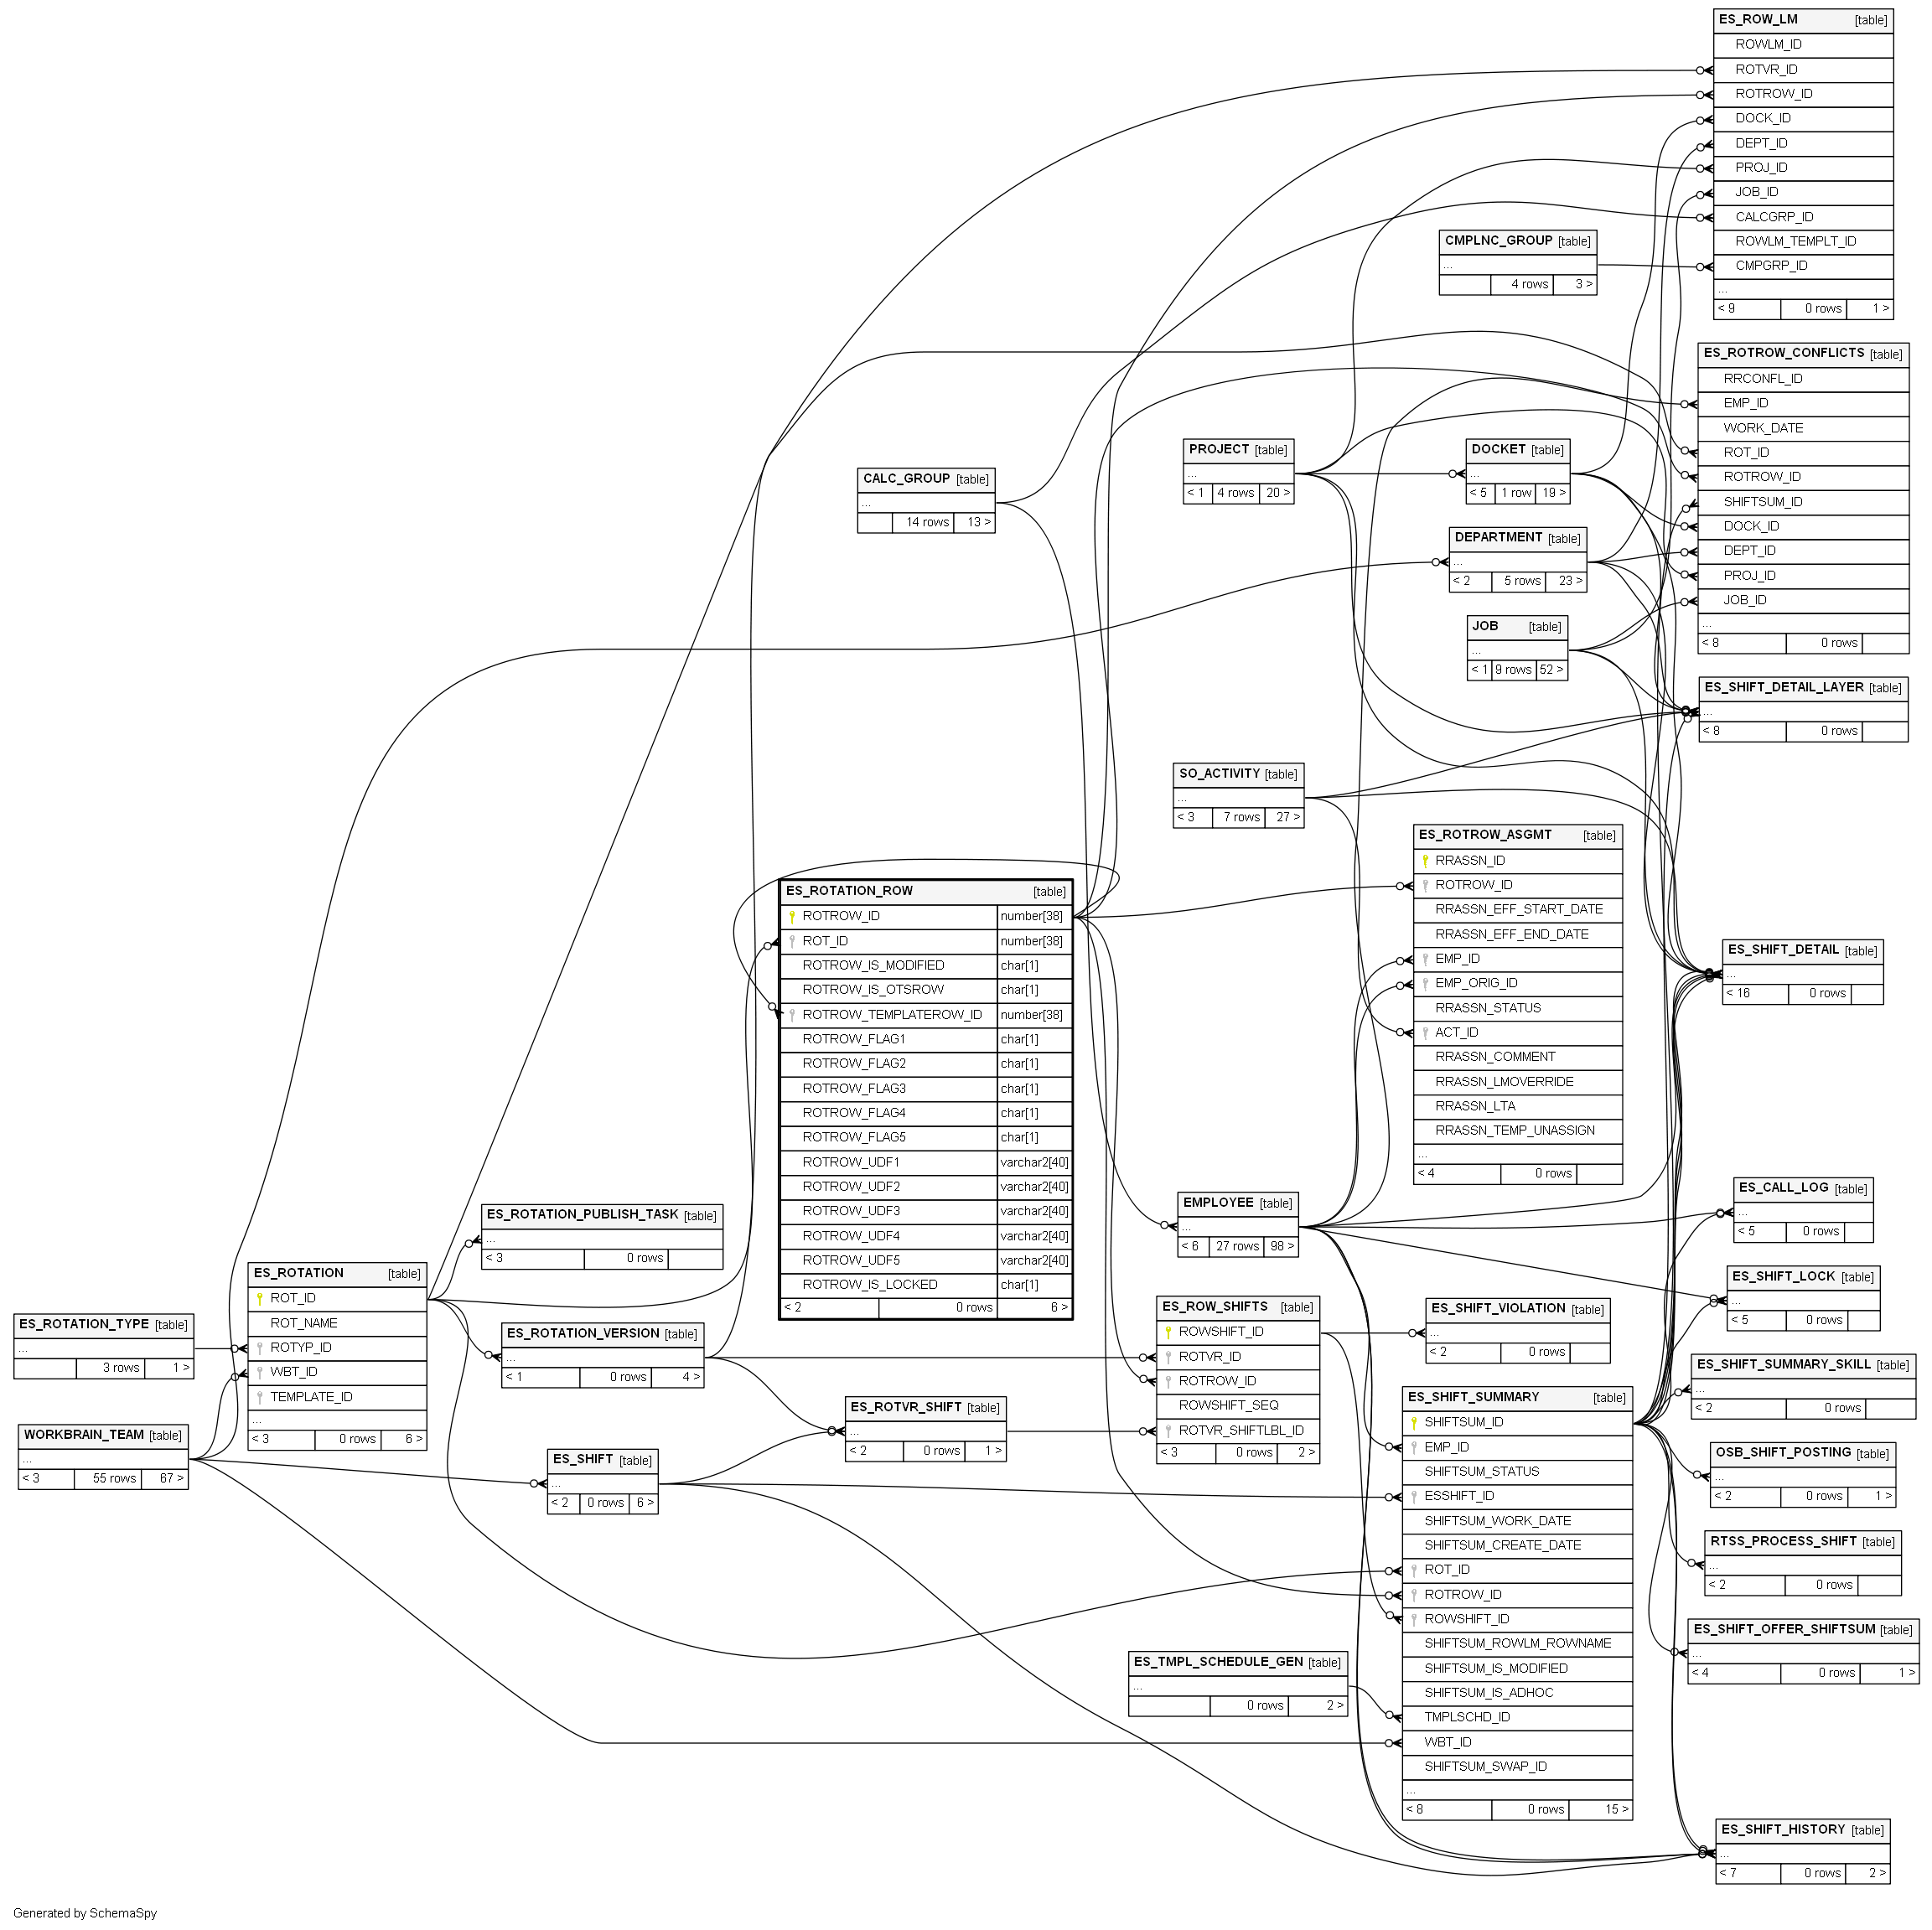 ES_ROW_LM [table]
ROWLM_ID
ROTVR_ID
ROTROW_ID
DOCK_ID
DEPT_ID
PROJ_ID
JOB_ID
CALCGRP_ID
ROWLM_TEMPLT_ID
CMPGRP_ID
...
< 9 0 rows 1 >
CMPLNC_GROUP [table]
...
4 rows 3 >
ES_ROTROW_CONFLICTS [table]
RRCONFL_ID
EMP_ID
WORK_DATE
ROT_ID
ROTROW_ID
SHIFTSUM_ID
DOCK_ID
DEPT_ID
PROJ_ID
JOB_ID
...
< 8 0 rows
CALC_GROUP [table]
...
14 rows 13 >
PROJECT [table]
...
< 1 4 rows 20 >
DOCKET [table]
...
< 5 1 row 19 >
DEPARTMENT [table]
...
< 2 5 rows 23 >
JOB [table]
...
< 1 9 rows 52 >
ES_SHIFT_DETAIL_LAYER [table]
...
< 8 0 rows
SO_ACTIVITY [table]
...
< 3 7 rows 27 >
ES_ROTROW_ASGMT [table]
RRASSN_ID
ROTROW_ID
RRASSN_EFF_START_DATE
RRASSN_EFF_END_DATE
EMP_ID
EMP_ORIG_ID
RRASSN_STATUS
ACT_ID
RRASSN_COMMENT
RRASSN_LMOVERRIDE
RRASSN_LTA
RRASSN_TEMP_UNASSIGN
...
< 4 0 rows
ES_ROTATION_ROW [table]
ROTROW_ID number[38]
ROT_ID number[38]
ROTROW_IS_MODIFIED char[1]
ROTROW_IS_OTSROW char[1]
ROTROW_TEMPLATEROW_ID number[38]
ROTROW_FLAG1 char[1]
ROTROW_FLAG2 char[1]
ROTROW_FLAG3 char[1]
ROTROW_FLAG4 char[1]
ROTROW_FLAG5 char[1]
ROTROW_UDF1 varchar2[40]
ROTROW_UDF2 varchar2[40]
ROTROW_UDF3 varchar2[40]
ROTROW_UDF4 varchar2[40]
ROTROW_UDF5 varchar2[40]
ROTROW_IS_LOCKED char[1]
< 2 0 rows 6 >
ES_SHIFT_DETAIL [table]
...
< 16 0 rows
ES_CALL_LOG [table]
...
< 5 0 rows
EMPLOYEE [table]
...
< 6 27 rows 98 >
ES_ROTATION_PUBLISH_TASK [table]
...
< 3 0 rows
ES_ROTATION [table]
ROT_ID
ROT_NAME
ROTYP_ID
WBT_ID
TEMPLATE_ID
...
< 3 0 rows 6 >
ES_SHIFT_LOCK [table]
...
< 5 0 rows
ES_ROW_SHIFTS [table]
ROWSHIFT_ID
ROTVR_ID
ROTROW_ID
ROWSHIFT_SEQ
ROTVR_SHIFTLBL_ID
< 3 0 rows 2 >
ES_SHIFT_VIOLATION [table]
...
< 2 0 rows
ES_ROTATION_TYPE [table]
...
3 rows 1 >
ES_ROTATION_VERSION [table]
...
< 1 0 rows 4 >
ES_SHIFT_SUMMARY_SKILL [table]
...
< 2 0 rows
ES_SHIFT_SUMMARY [table]
SHIFTSUM_ID
EMP_ID
SHIFTSUM_STATUS
ESSHIFT_ID
SHIFTSUM_WORK_DATE
SHIFTSUM_CREATE_DATE
ROT_ID
ROTROW_ID
ROWSHIFT_ID
SHIFTSUM_ROWLM_ROWNAME
SHIFTSUM_IS_MODIFIED
SHIFTSUM_IS_ADHOC
TMPLSCHD_ID
WBT_ID
SHIFTSUM_SWAP_ID
...
< 8 0 rows 15 >
ES_ROTVR_SHIFT [table]
...
< 2 0 rows 1 >
WORKBRAIN_TEAM [table]
...
< 3 55 rows 67 >
ES_SHIFT [table]
...
< 2 0 rows 6 >
OSB_SHIFT_POSTING [table]
...
< 2 0 rows 1 >
RTSS_PROCESS_SHIFT [table]
...
< 2 0 rows
ES_SHIFT_OFFER_SHIFTSUM [table]
...
< 4 0 rows 1 >
ES_TMPL_SCHEDULE_GEN [table]
...
0 rows 2 >
ES_SHIFT_HISTORY [table]
...
< 7 0 rows 2 >
Generated by SchemaSpy